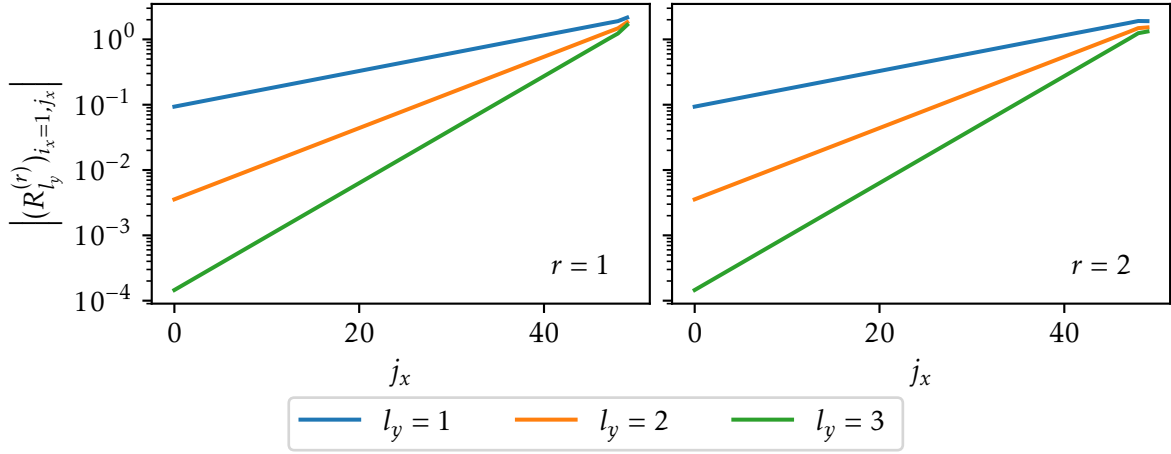 |(R_{l_y}^{(r)})_{i_x=1,j_x}|
10^0
10^{-1}
10^{-2}
10^{-3}
10^{-4}
r = 1
r = 2
0 20 40 0 20 40
j_x j_x
l_y = 1 l_y = 2 l_y = 3